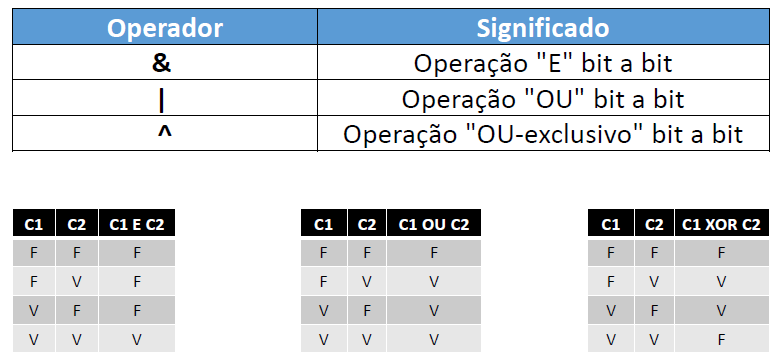 Operador Significado
& Operação "E" bit a bit
| Operação "OU" bit a bit
^ Operação "OU-exclusivo" bit a bit
C1 C2 C1 E C2
F F F
F V F
V F F
V V V
C1 C2 C1 OU C2
F F F
F V V
V F V
V V V
C1 C2 C1 XOR C2
F F F
F V V
V F V
V V F